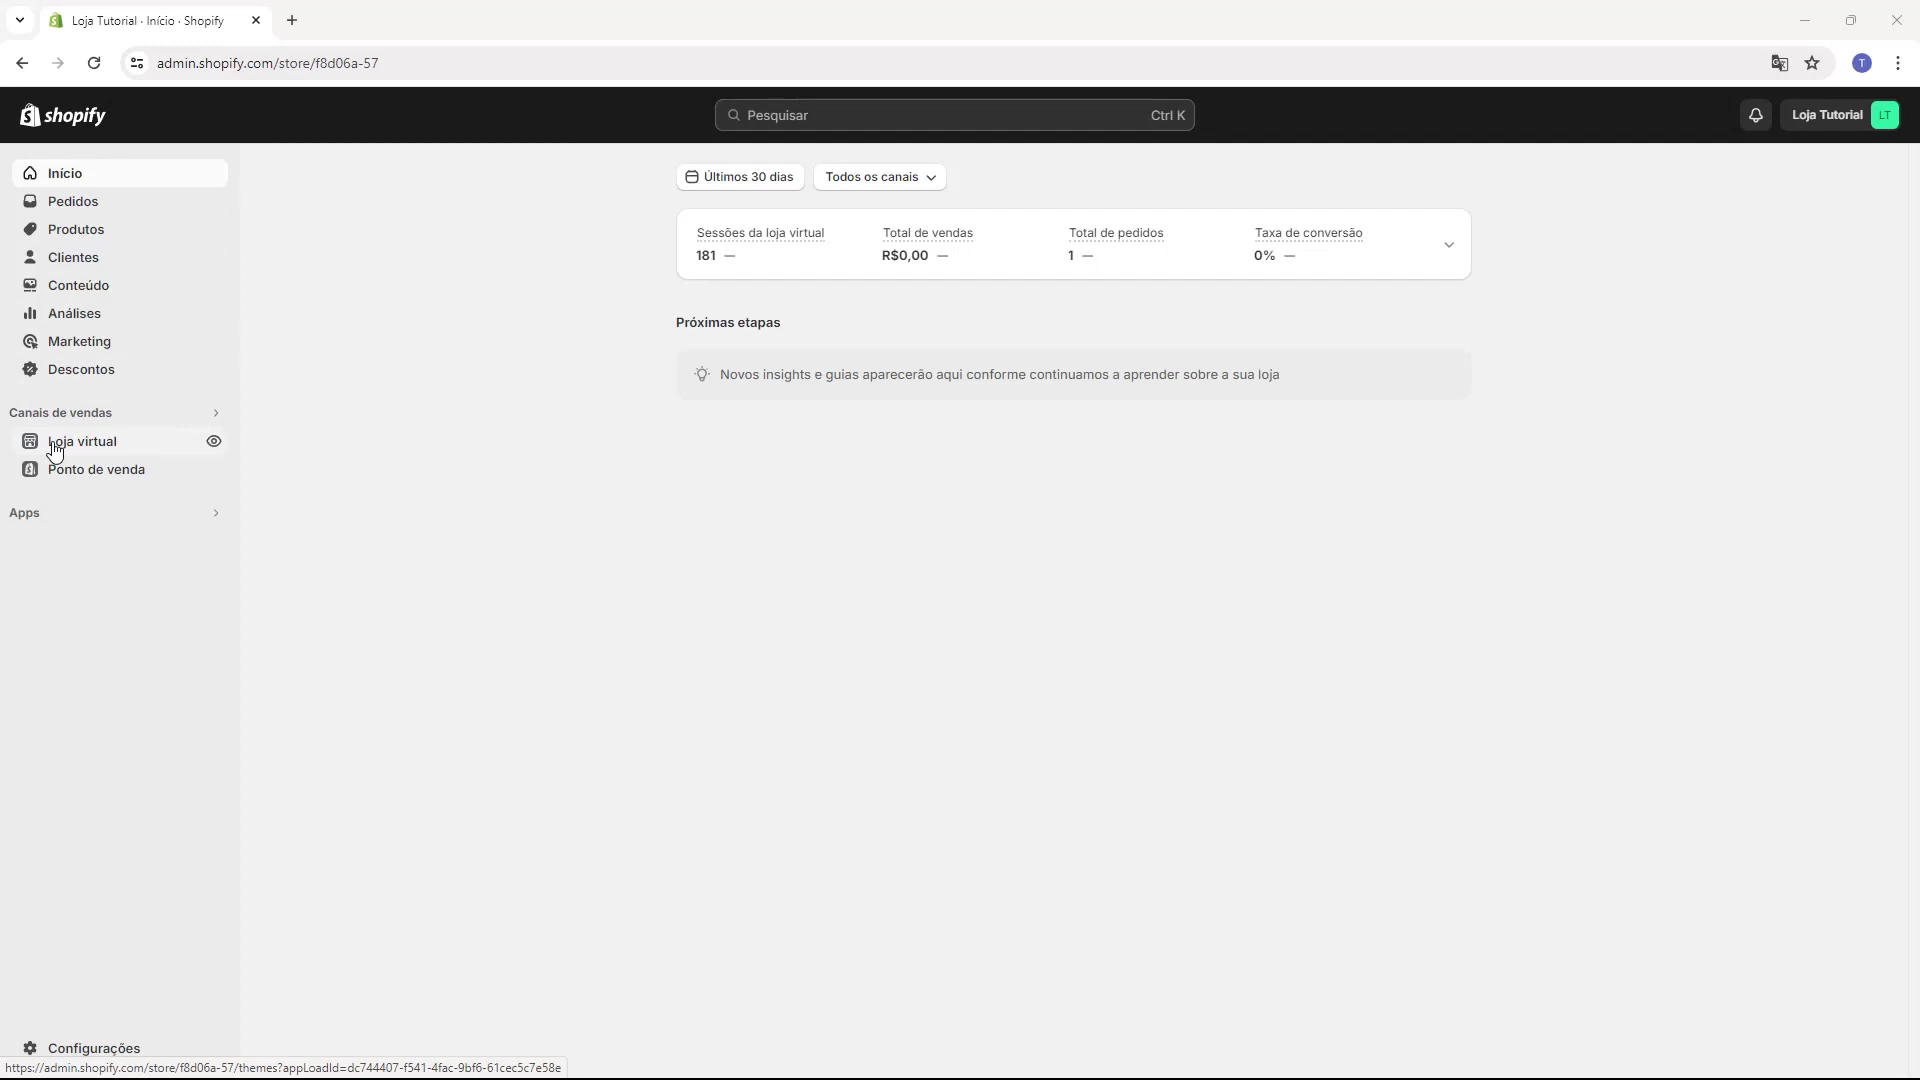 Loja Tutorial · Início · Shopify
admin.shopify.com/store/f8d06a-57
T
shopify
Pesquisar
Ctrl K
Loja Tutorial
LT
Início
Pedidos
Produtos
Clientes
Conteúdo
Análises
Marketing
Descontos
Canais de vendas
Loja virtual
Ponto de venda
Apps
Configurações
Últimos 30 dias
Todos os canais
Sessões da loja virtual
181 —
Total de vendas
R$0,00 —
Total de pedidos
1 —
Taxa de conversão
0% —
Próximas etapas
Novos insights e guias aparecerão aqui conforme continuamos a aprender sobre a sua loja
https://admin.shopify.com/store/f8d06a-57/themes?appLoadId=dc744407-f541-4fac-9bf6-61cec5c7e58e